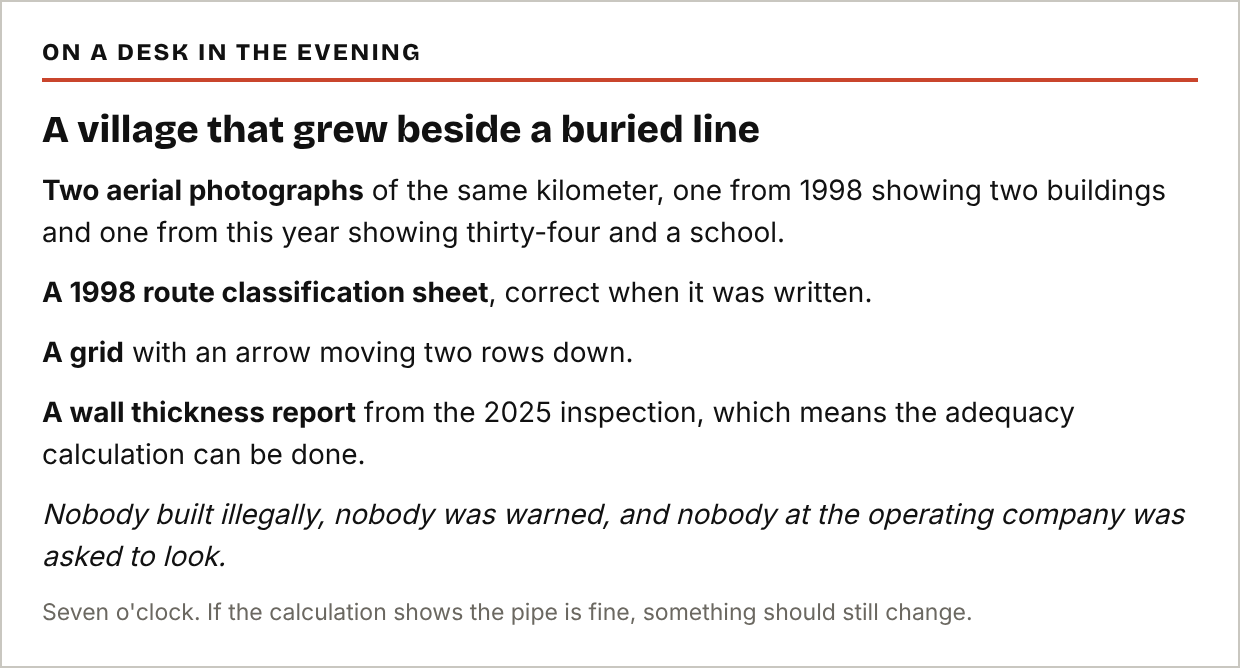 ON A DESK IN THE EVENING
A village that grew beside a buried line
Two aerial photographs of the same kilometer, one from 1998 showing two buildings
and one from this year showing thirty-four and a school.
A 1998 route classification sheet, correct when it was written.
A grid with an arrow moving two rows down.
A wall thickness report from the 2025 inspection, which means the adequacy
calculation can be done.
Nobody built illegally, nobody was warned, and nobody at the operating company was
asked to look.
Seven o'clock. If the calculation shows the pipe is fine, something should still change.